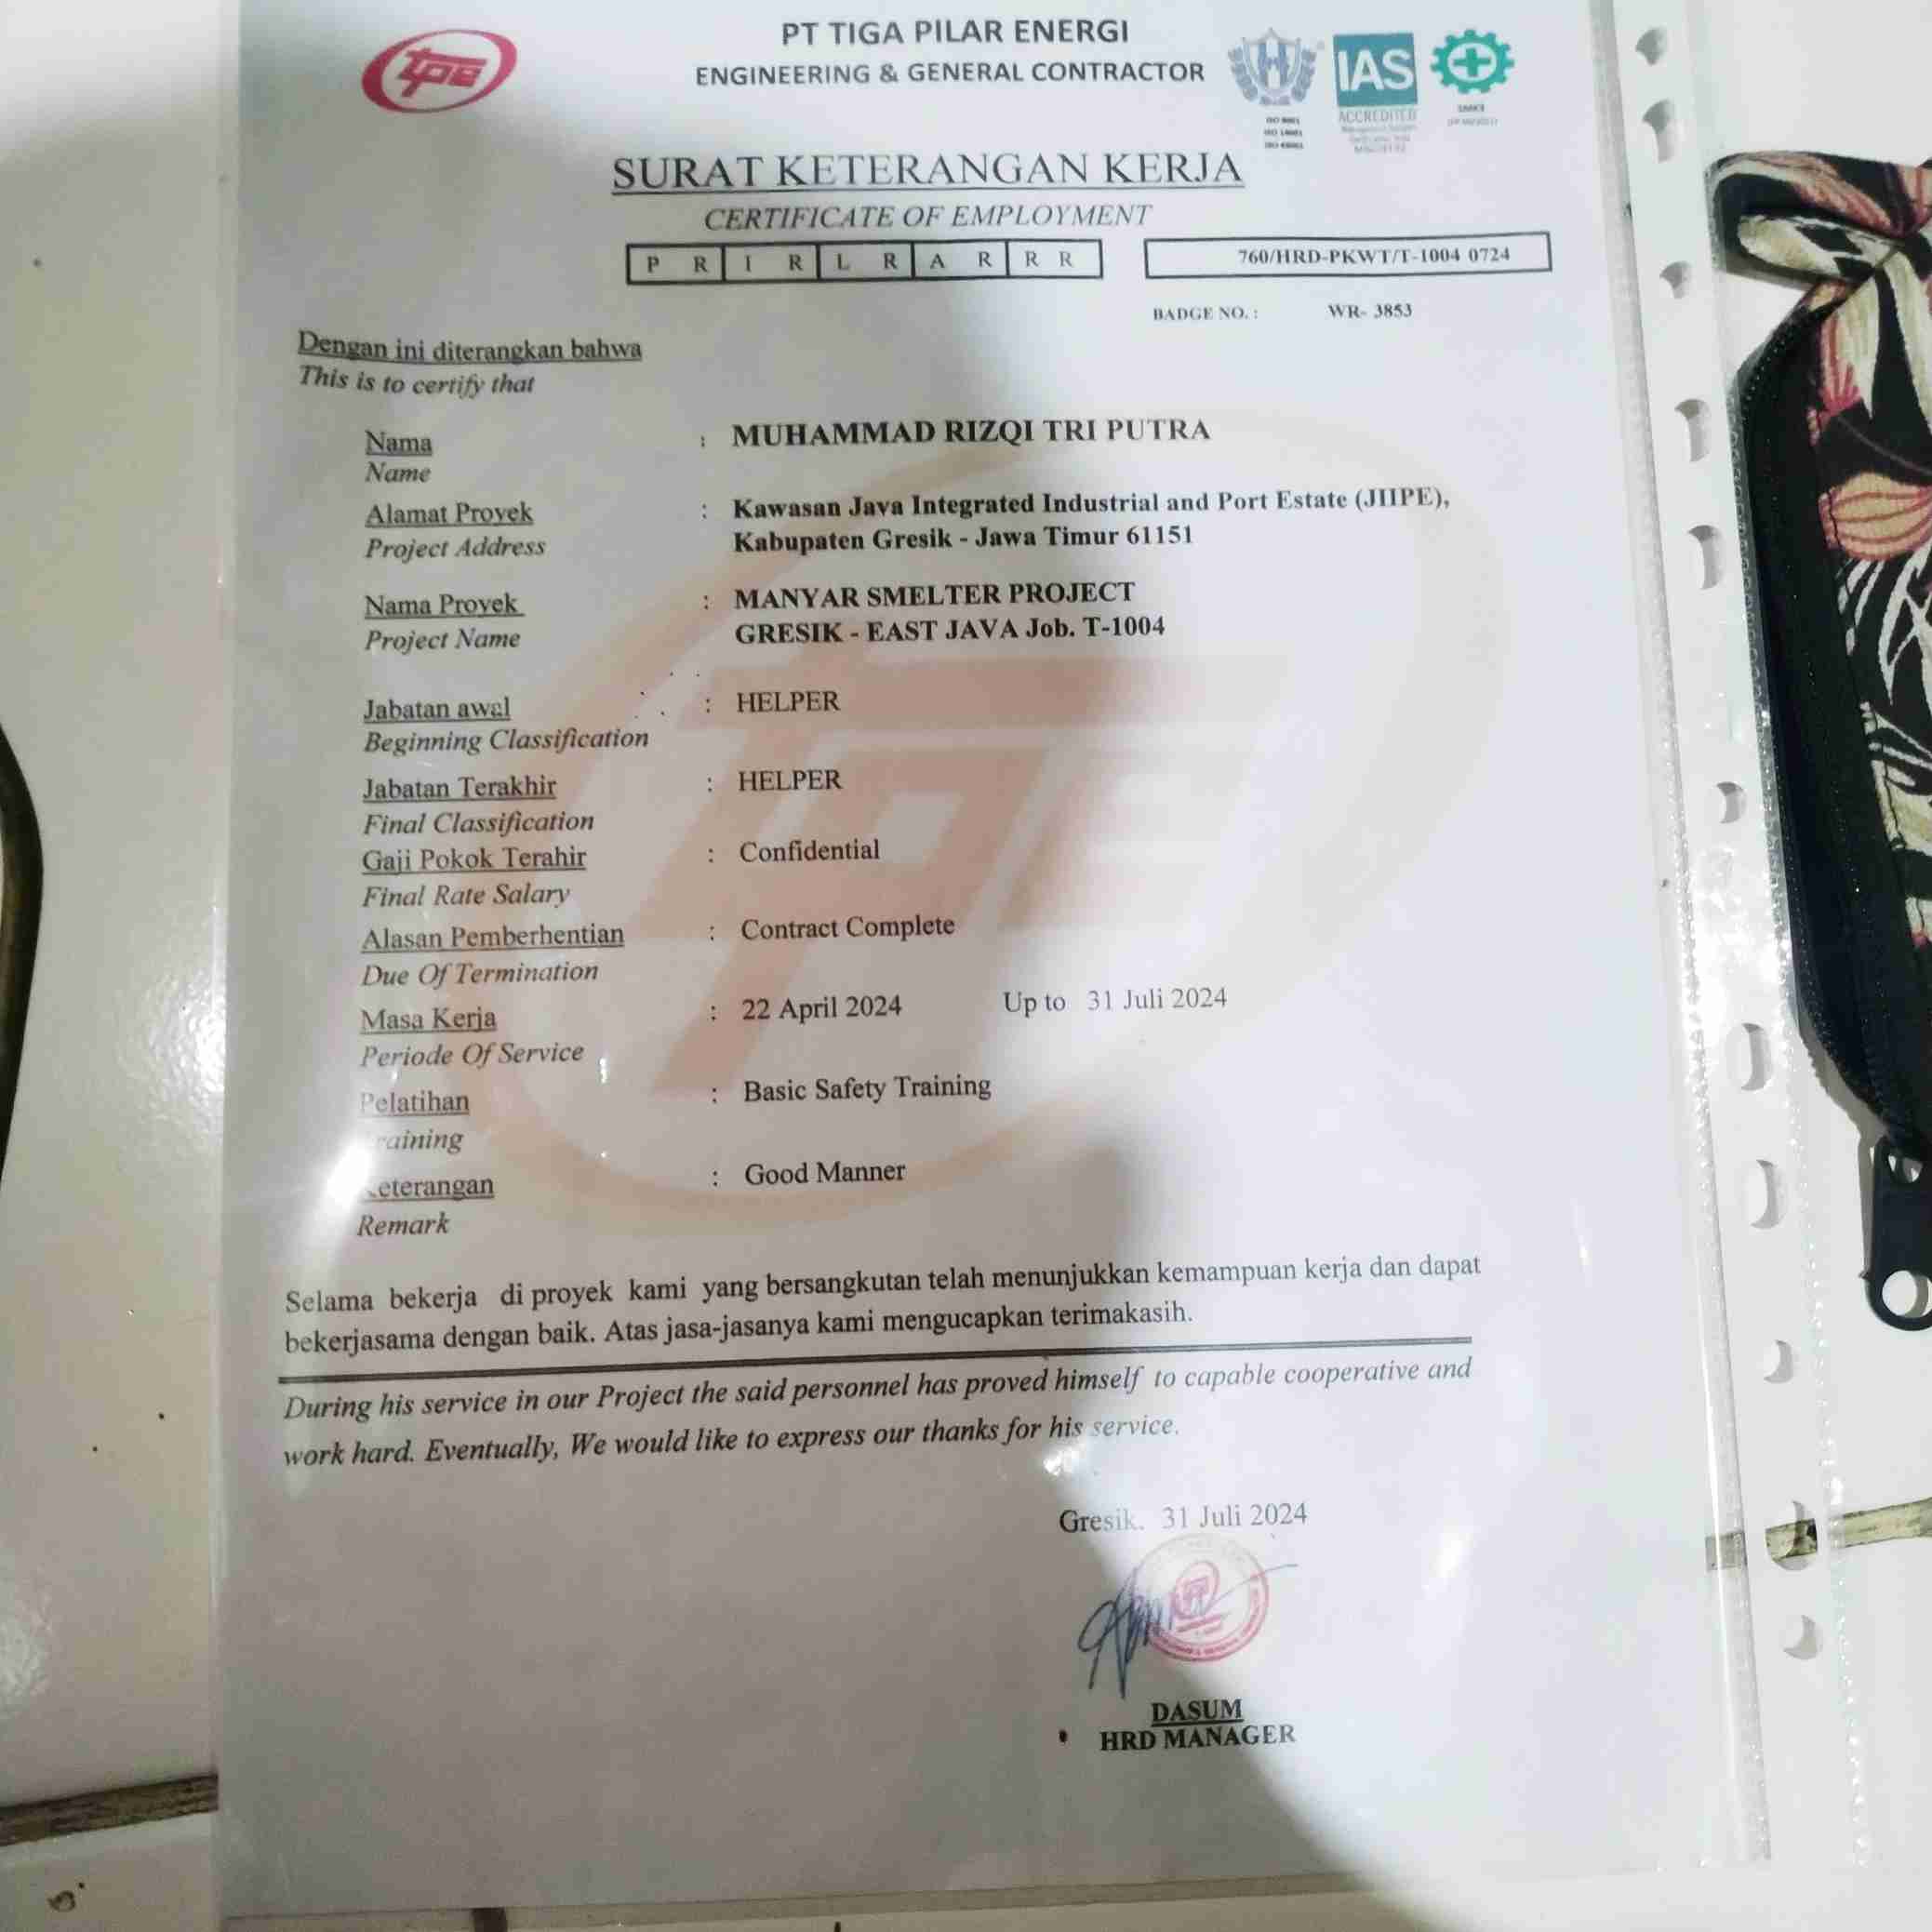 tpe
PT TIGA PILAR ENERGI
ENGINEERING & GENERAL CONTRACTOR
IAS
ACCREDITED
SURAT KETERANGAN KERJA
CERTIFICATE OF EMPLOYMENT
P R I R L R A R R R
760/HRD-PKWT/T-1004 0724
BADGE NO. : WR- 3853
Dengan ini diterangkan bahwa
This is to certify that
Nama : MUHAMMAD RIZQI TRI PUTRA
Name
Alamat Proyek : Kawasan Java Integrated Industrial and Port Estate (JIIPE),
Project Address Kabupaten Gresik - Jawa Timur 61151
Nama Proyek : MANYAR SMELTER PROJECT
Project Name GRESIK - EAST JAVA Job. T-1004
Jabatan awal : HELPER
Beginning Classification
Jabatan Terakhir : HELPER
Final Classification
Gaji Pokok Terahir : Confidential
Final Rate Salary
Alasan Pemberhentian : Contract Complete
Due Of Termination
Masa Kerja : 22 April 2024 Up to 31 Juli 2024
Periode Of Service
Pelatihan : Basic Safety Training
raining
eterangan : Good Manner
Remark
Selama bekerja di proyek kami yang bersangkutan telah menunjukkan kemampuan kerja dan dapat
bekerjasama dengan baik. Atas jasa-jasanya kami mengucapkan terimakasih.
During his service in our Project the said personnel has proved himself to capable cooperative and
work hard. Eventually, We would like to express our thanks for his service.
Gresik. 31 Juli 2024
DASUM
HRD MANAGER